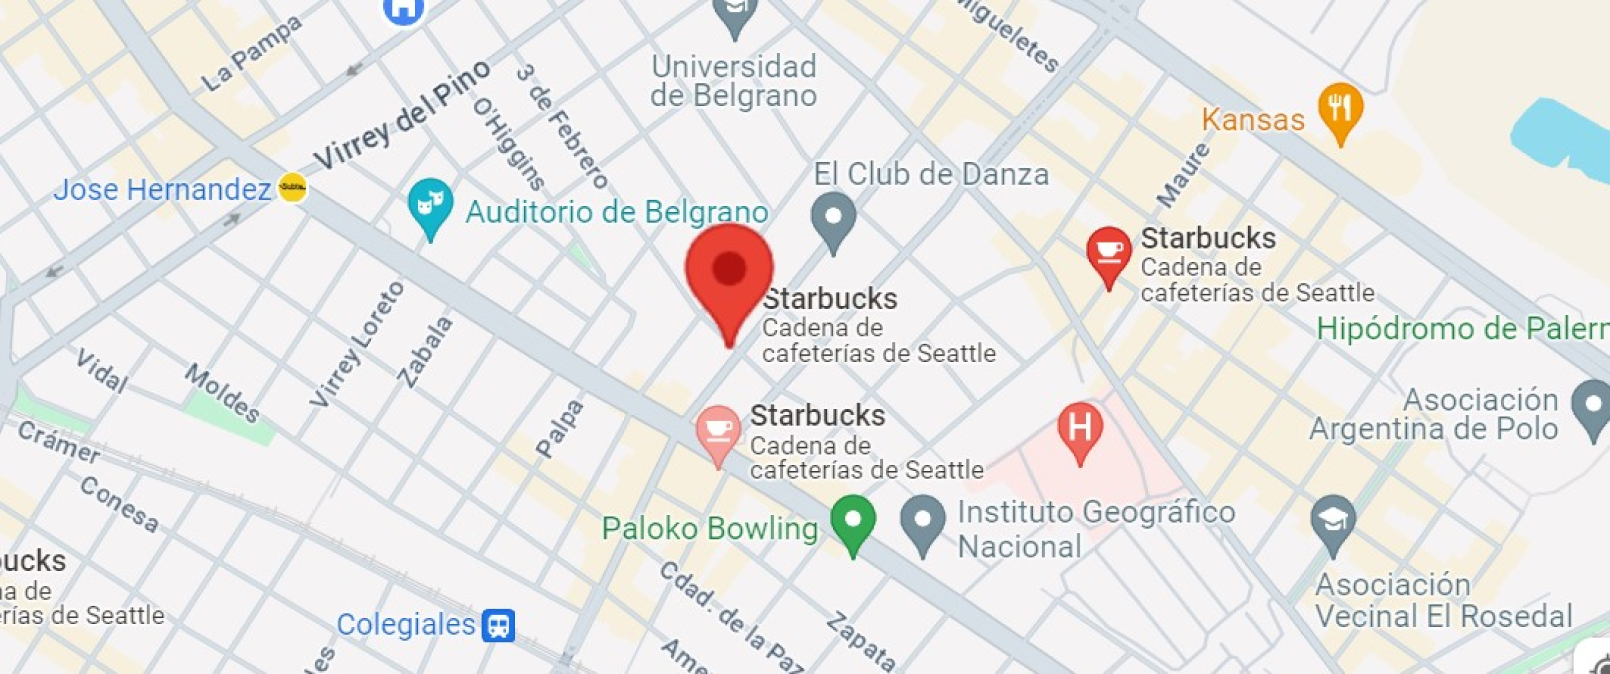 La Pampa
Virrey del Pino
3 de Febrero
O'Higgins
Universidad
de Belgrano
Migueletes
Kansas
Maure
Jose Hernandez
Subte
Auditorio de Belgrano
El Club de Danza
Starbucks
Cadena de
cafeterías de Seattle
Starbucks
Cadena de
cafeterías de Seattle
Hipódromo de Palerm
Virrey Loreto
Zabala
Vidal
Moldes
Palpa
Starbucks
Cadena de
cafeterías de Seattle
H
Asociación
Argentina de Polo
Crámer
Conesa
Paloko Bowling
Instituto Geográfico
Nacional
ucks
a de
erías de Seattle
Colegiales
Cdad. de la Paz
Zapata
Ame
les
Asociación
Vecinal El Rosedal